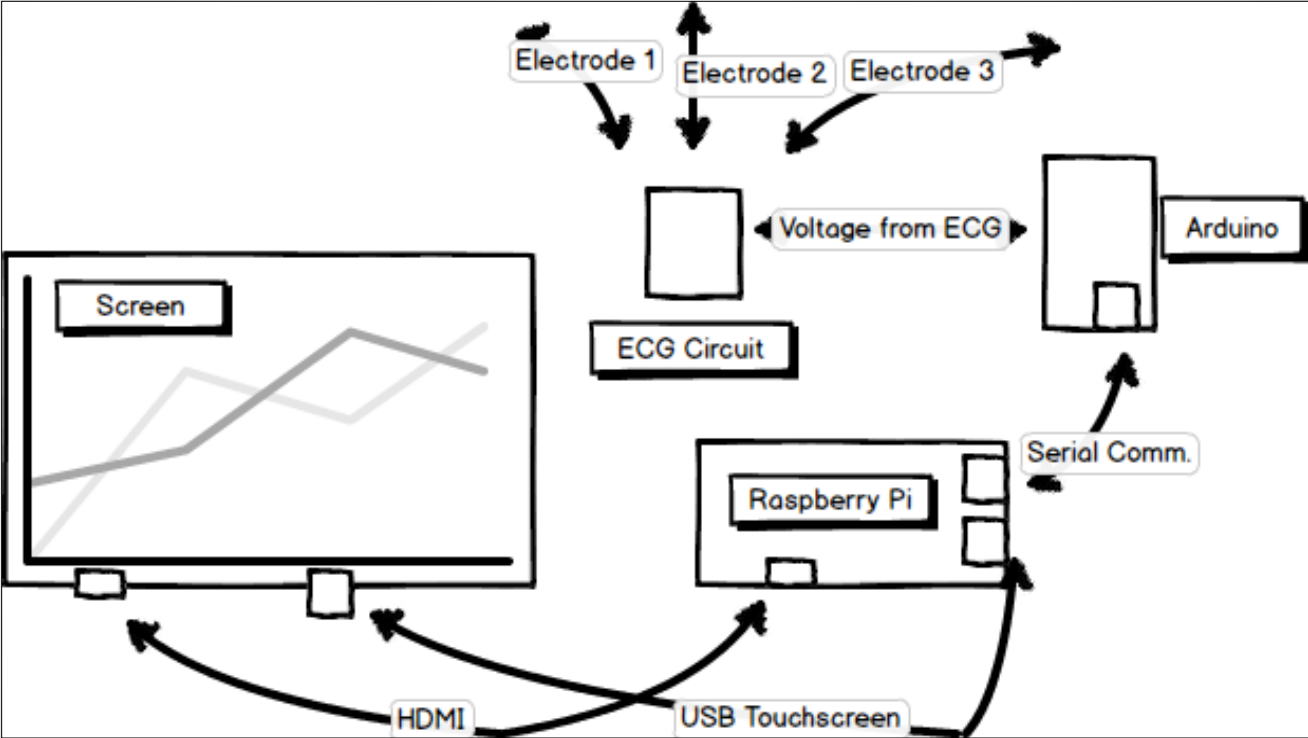 Electrode 1
Electrode 2
Electrode 3
Voltage from ECG
Arduino
Screen
ECG Circuit
Serial Comm.
Raspberry Pi
HDMI
USB Touchscreen